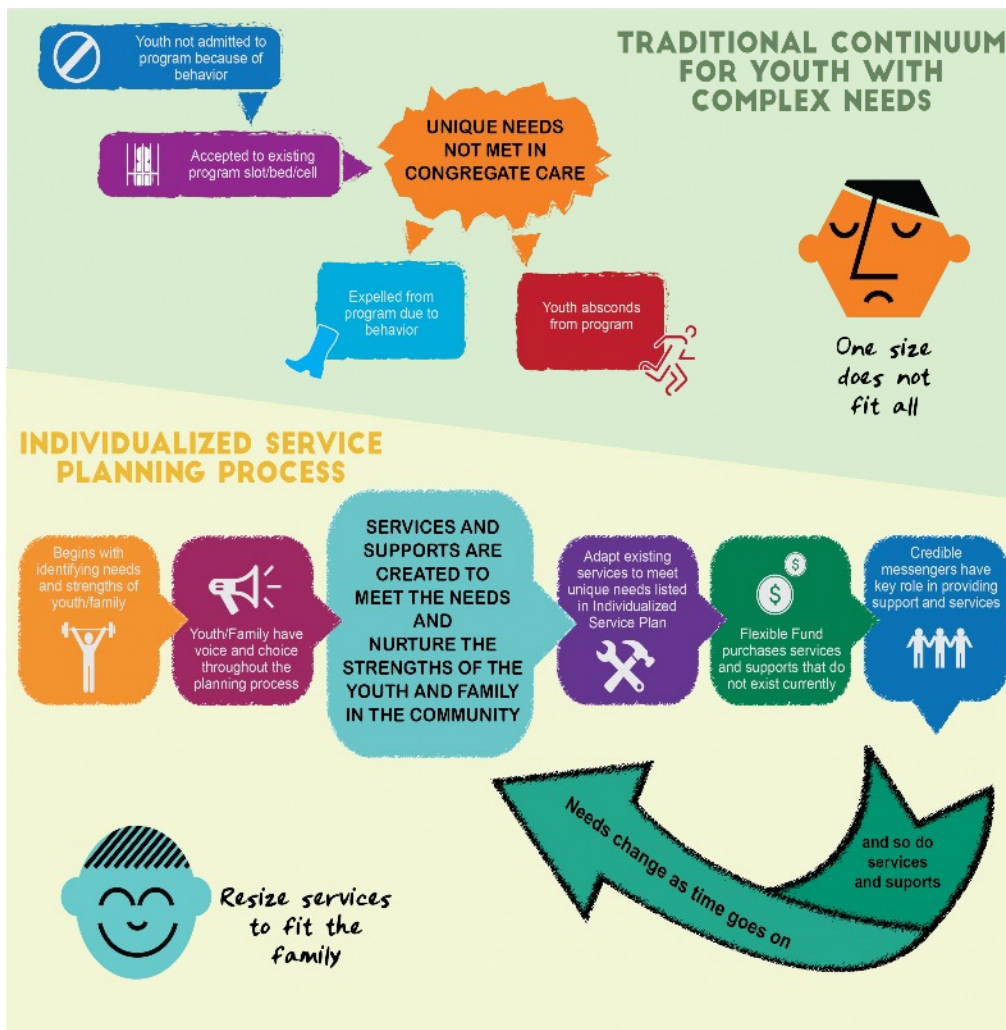 Youth not admitted to
program because of
behavior
TRADITIONAL CONTINUUM
FOR YOUTH WITH
COMPLEX NEEDS
Accepted to existing
program slot/bed/cell
UNIQUE NEEDS
NOT MET IN
CONGREGATE CARE
Expelled from
program due to
behavior
Youth absconds
from program
One size
does not
fit all
INDIVIDUALIZED SERVICE
PLANNING PROCESS
Begins with
identifying needs
and strengths of
youth/family
Youth/Family have
voice and choice
throughout the
planning process
SERVICES AND
SUPPORTS ARE
CREATED TO
MEET THE NEEDS
AND
NURTURE THE
STRENGTHS OF THE
YOUTH AND FAMILY
IN THE COMMUNITY
Adapt existing
services to meet
unique needs listed
in Individualized
Service Plan
$
$
Flexible Fund
purchases services
and supports that do
not exist currently
Credible
messengers have
key role in providing
support and services
Needs change as time goes on
and so do
services
and suports
Resize services
to fit the
family